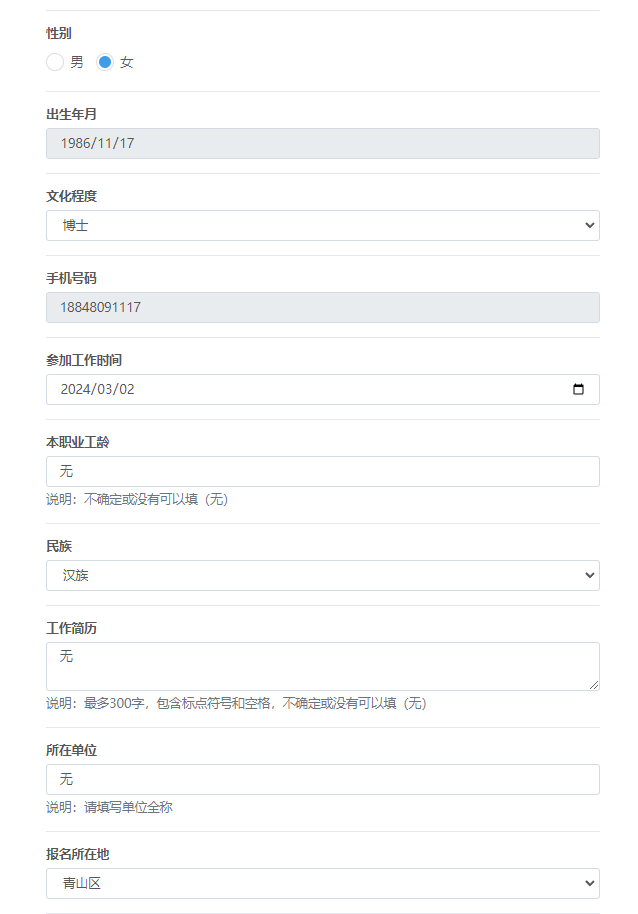 性别
男 女
出生年月
1986/11/17
文化程度
博士
手机号码
18848091117
参加工作时间
2024/03/02
本职业工龄
无
说明：不确定或没有可以填（无）
民族
汉族
工作简历
无
说明：最多300字，包含标点符号和空格，不确定或没有可以填（无）
所在单位
无
说明：请填写单位全称
报名所在地
青山区